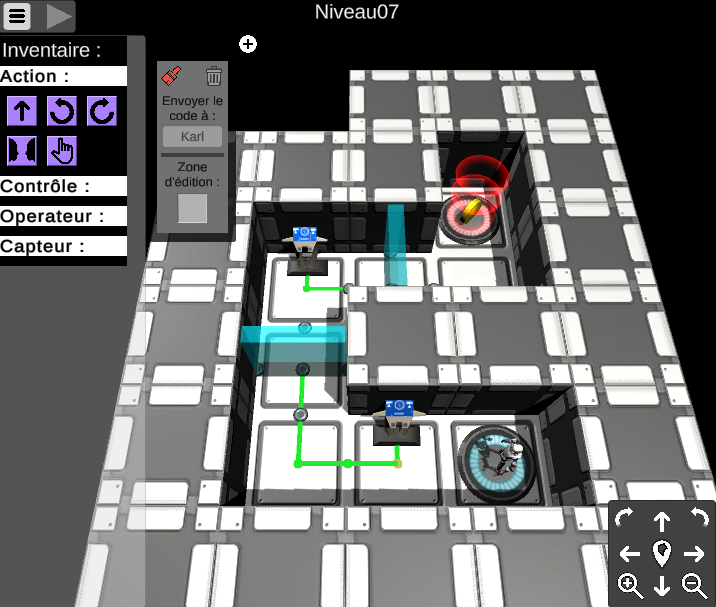 Niveau07
Inventaire :
Action :
Contrôle :
Operateur :
Capteur :
Envoyer le
code à :
Karl
Zone
d'édition :